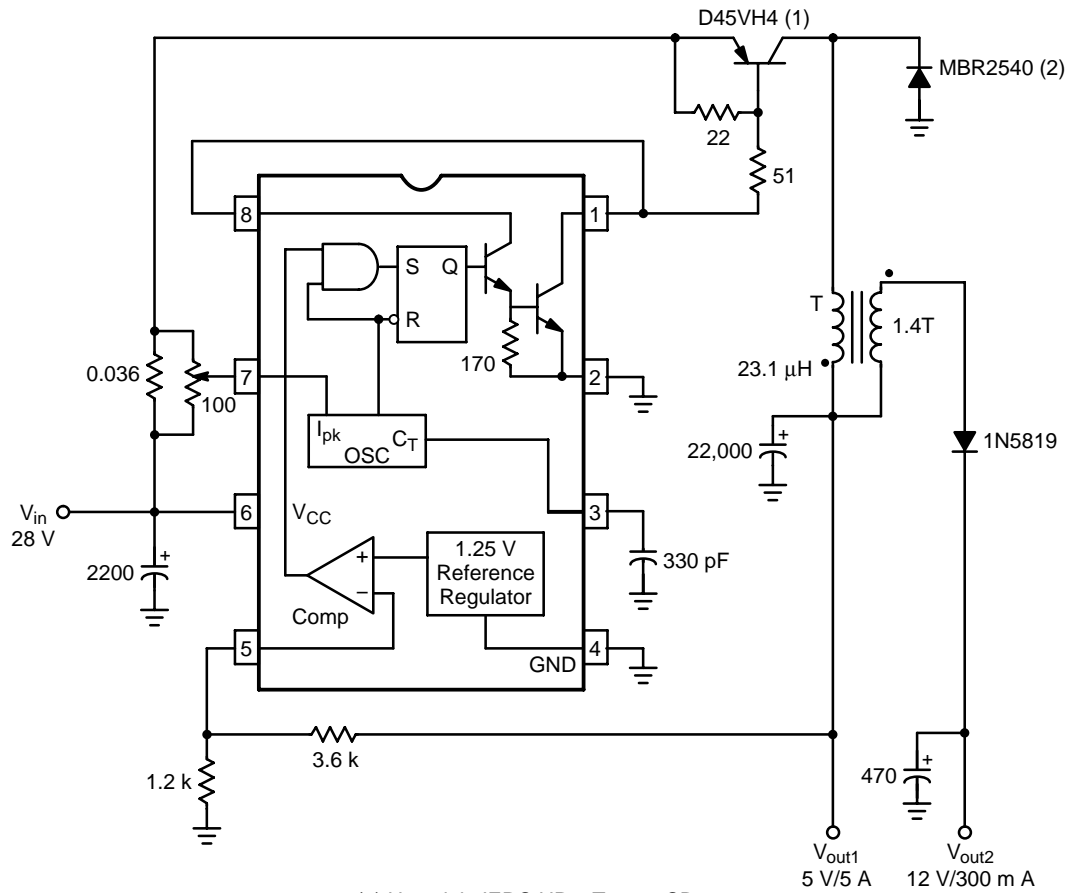 D45VH4 (1)
MBR2540 (2)
22
51
8
1
S
Q
R
170
T
1.4T
23.1 μH
0.036
100
7
2
Ipk
CT
OSC
22,000
+
1N5819
Vin
28 V
6
VCC
3
2200
+
+
−
Comp
1.25 V
Reference
Regulator
330 pF
5
GND
4
3.6 k
1.2 k
470
+
Vout1
5 V/5 A
Vout2
12 V/300 m A